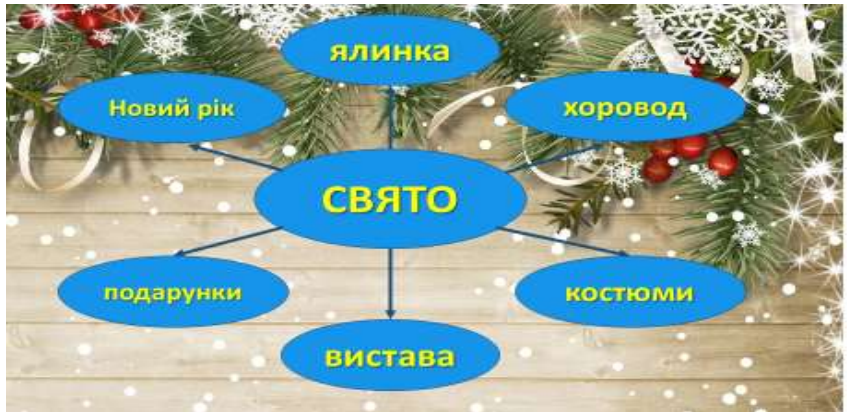 ялинка
Новий рік
хоровод
СВЯТО
подарунки
костюми
вистава